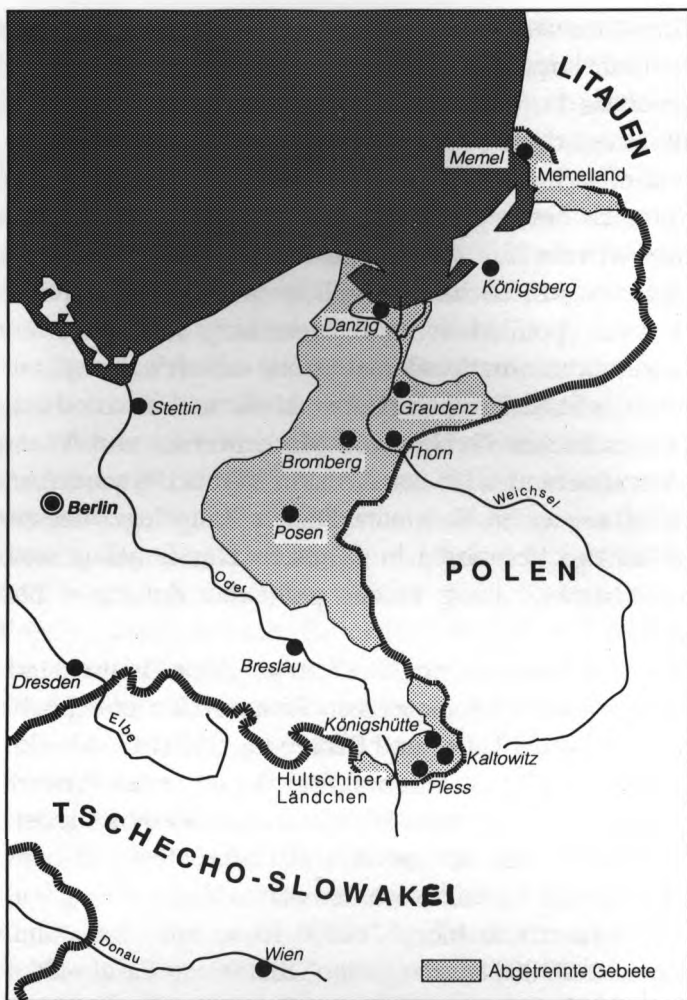 LITAUEN
Memel
Memelland
Königsberg
Danzig
Stettin
Graudenz
Bromberg
Thorn
Berlin
Weichsel
Posen
POLEN
Oder
Breslau
Dresden
Elbe
Königshütte
Kaltowitz
Hultschiner
Ländchen
Pless
TSCHECHO-SLOWAKEI
Donau
Wien
Abgetrennte Gebiete